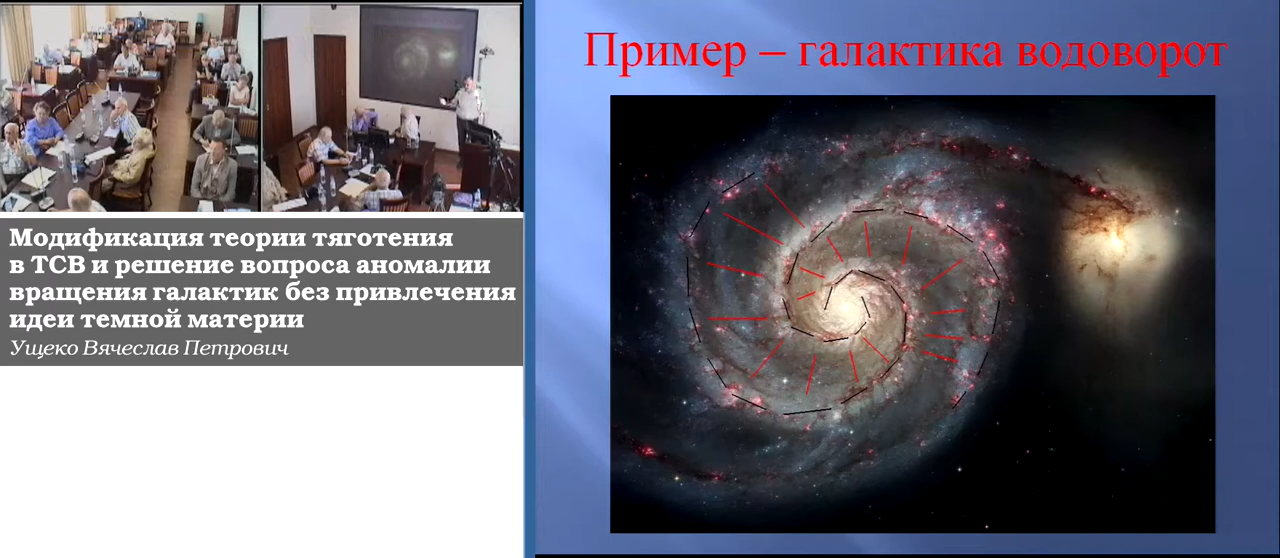 Модификация теории тяготения
в ТСВ и решение вопроса аномалии
вращения галактик без привлечения
идеи темной материи
Ущеко Вячеслав Петрович
Пример – галактика водоворот